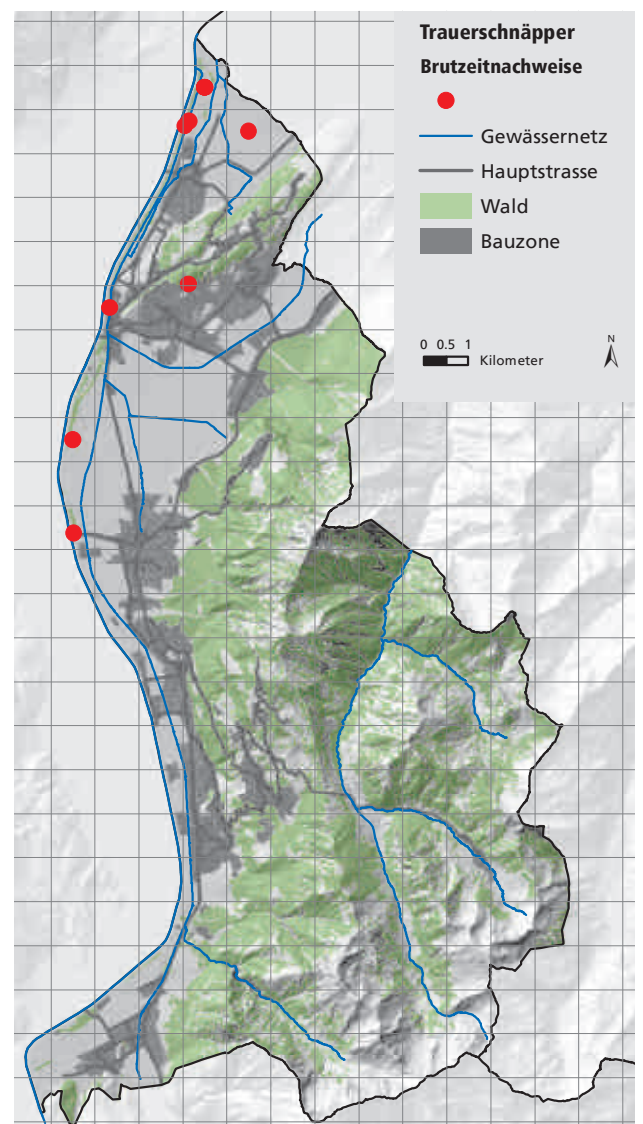 Trauerschnäpper
Brutzeitnachweise
Gewässernetz
Hauptstrasse
Wald
Bauzone
0 0.5 1
Kilometer
N